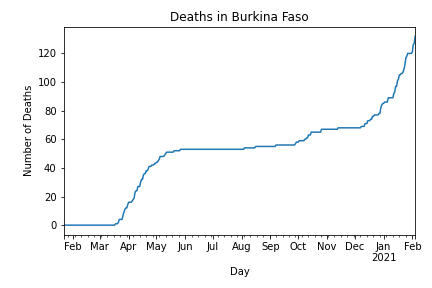 Deaths in Burkina Faso
120
100
80
60
40
20
0
Number of Deaths
Feb Mar Apr May Jun Jul Aug Sep Oct Nov Dec Jan Feb
2021
Day